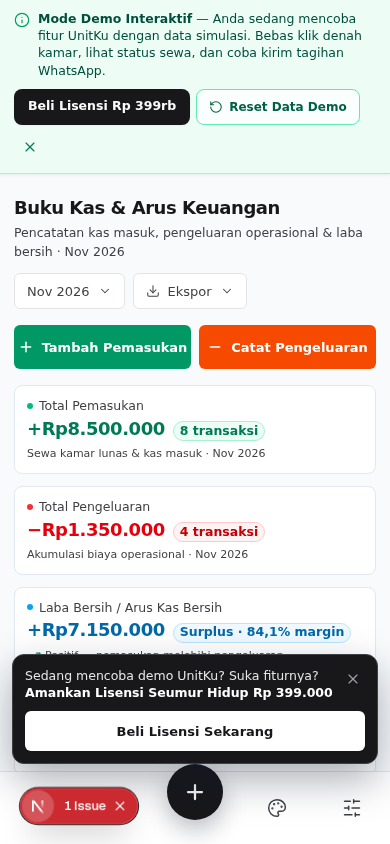 Mode Demo Interaktif — Anda sedang mencoba
fitur UnitKu dengan data simulasi. Bebas klik denah
kamar, lihat status sewa, dan coba kirim tagihan
WhatsApp.
Beli Lisensi Rp 399rb
Reset Data Demo
Buku Kas & Arus Keuangan
Pencatatan kas masuk, pengeluaran operasional & laba
bersih · Nov 2026
Nov 2026
Ekspor
Tambah Pemasukan
Catat Pengeluaran
Total Pemasukan
+Rp8.500.000 8 transaksi
Sewa kamar lunas & kas masuk · Nov 2026
Total Pengeluaran
−Rp1.350.000 4 transaksi
Akumulasi biaya operasional · Nov 2026
Laba Bersih / Arus Kas Bersih
+Rp7.150.000 Surplus · 84,1% margin
Sedang mencoba demo UnitKu? Suka fiturnya?
Amankan Lisensi Seumur Hidup Rp 399.000
Beli Lisensi Sekarang
N 1 Issue